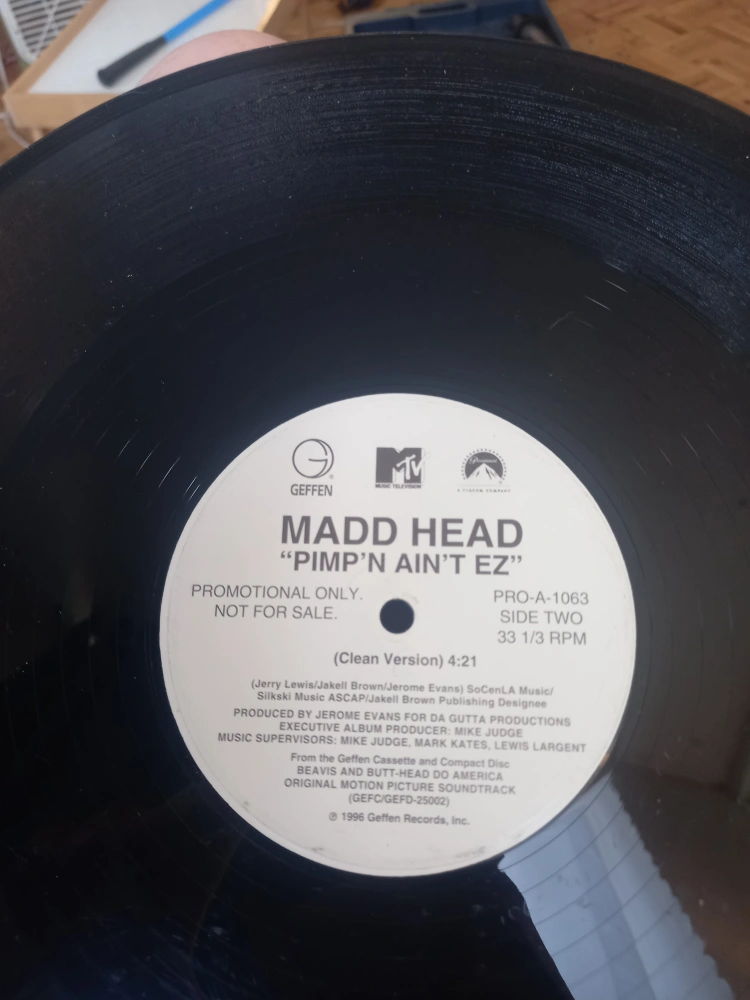 GEFFEN
MTV
MUSIC TELEVISION
Paramount
A VIACOM COMPANY
MADD HEAD
“PIMP’N AIN’T EZ”
PROMOTIONAL ONLY.
NOT FOR SALE.
PRO-A-1063
SIDE TWO
33 1/3 RPM
(Clean Version) 4:21
(Jerry Lewis/Jakell Brown/Jerome Evans) SoCenLA Music/
Silkski Music ASCAP/Jakell Brown Publishing Designee
PRODUCED BY JEROME EVANS FOR DA GUTTA PRODUCTIONS
EXECUTIVE ALBUM PRODUCER: MIKE JUDGE
MUSIC SUPERVISORS: MIKE JUDGE, MARK KATES, LEWIS LARGENT
From the Geffen Cassette and Compact Disc
BEAVIS AND BUTT-HEAD DO AMERICA
ORIGINAL MOTION PICTURE SOUNDTRACK
(GEFC/GEFD-25002)
℗ 1996 Geffen Records, Inc.